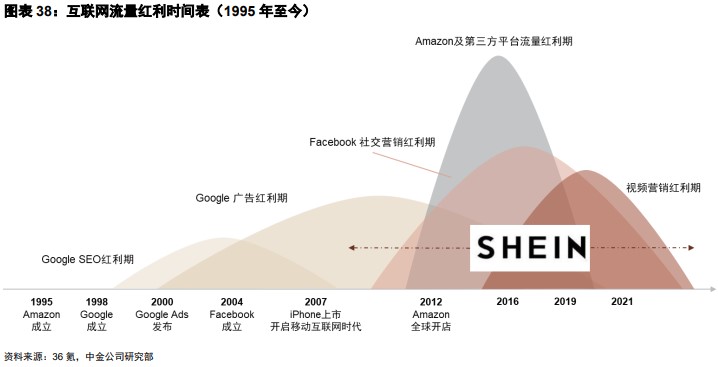 图表 38：互联网流量红利时间表（1995 年至今）
Amazon及第三方平台流量红利期
Facebook 社交营销红利期
视频营销红利期
Google 广告红利期
SHEIN
Google SEO红利期
1995
Amazon
成立
1998
Google
成立
2000
Google Ads
发布
2004
Facebook
成立
2007
iPhone上市
开启移动互联网时代
2012
Amazon
全球开店
2016
2019
2021
资料来源：36 氪，中金公司研究部